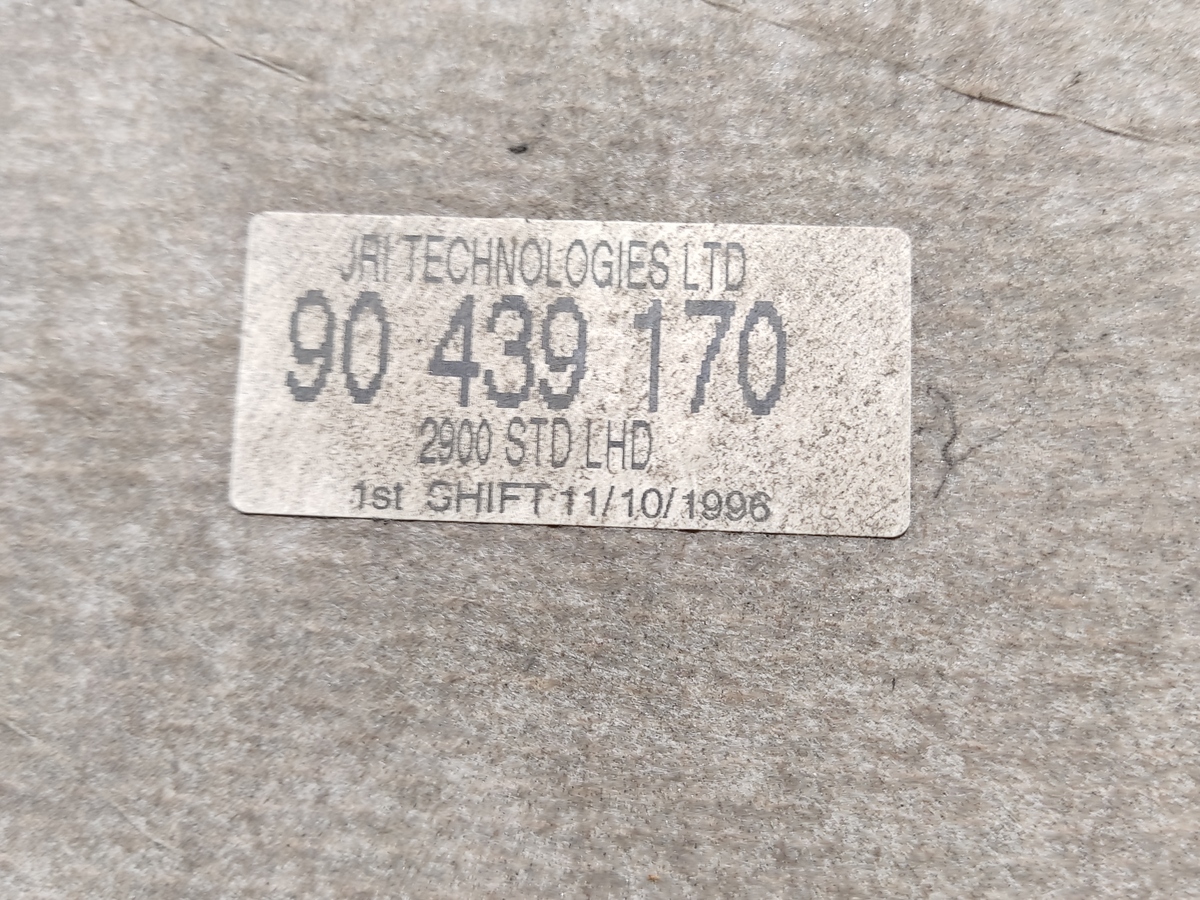 JRI TECHNOLOGIES LTD
90 439 170
2900 STD LHD
1st SHIFT 11/10/1996